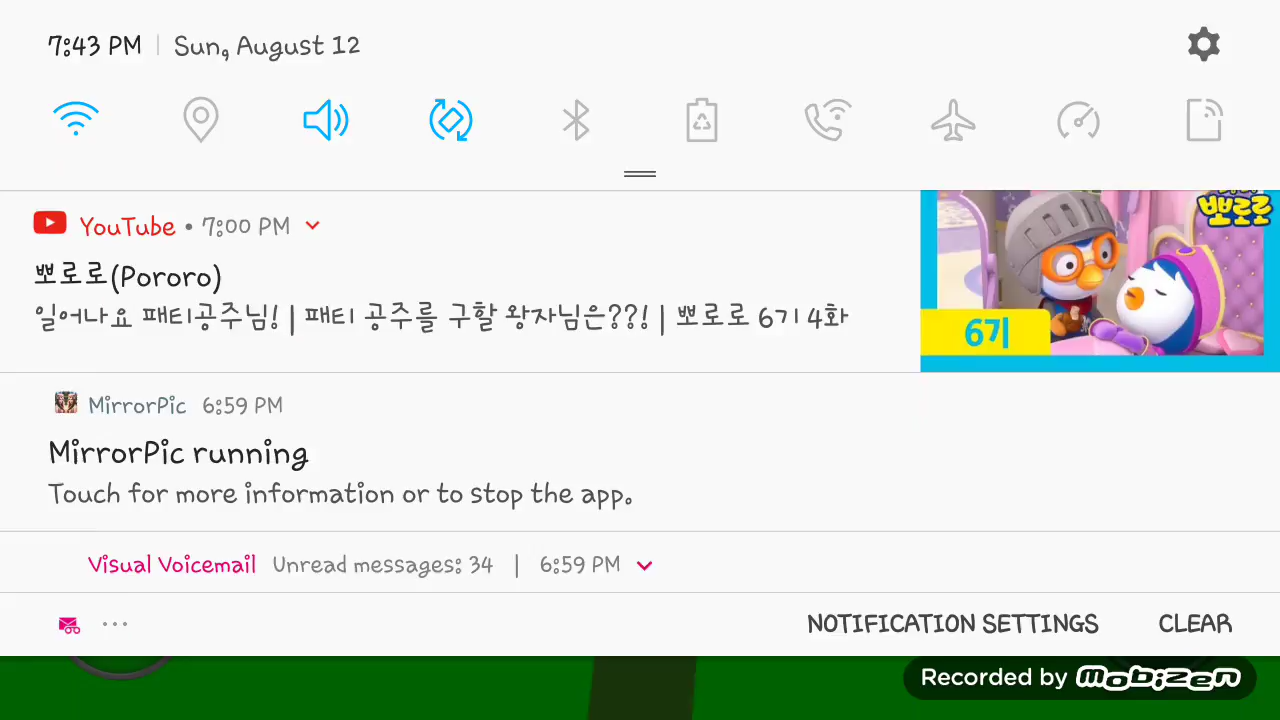 7:43 PM | Sun, August 12
YouTube • 7:00 PM
뽀로로(Pororo)
일어나요 패티공주님! | 패티 공주를 구할 왕자님은??! | 뽀로로 6기 4화
뽀로로
6기
MirrorPic 6:59 PM
MirrorPic running
Touch for more information or to stop the app.
Visual Voicemail Unread messages: 34 | 6:59 PM
...
NOTIFICATION SETTINGS CLEAR
Recorded by mobizen